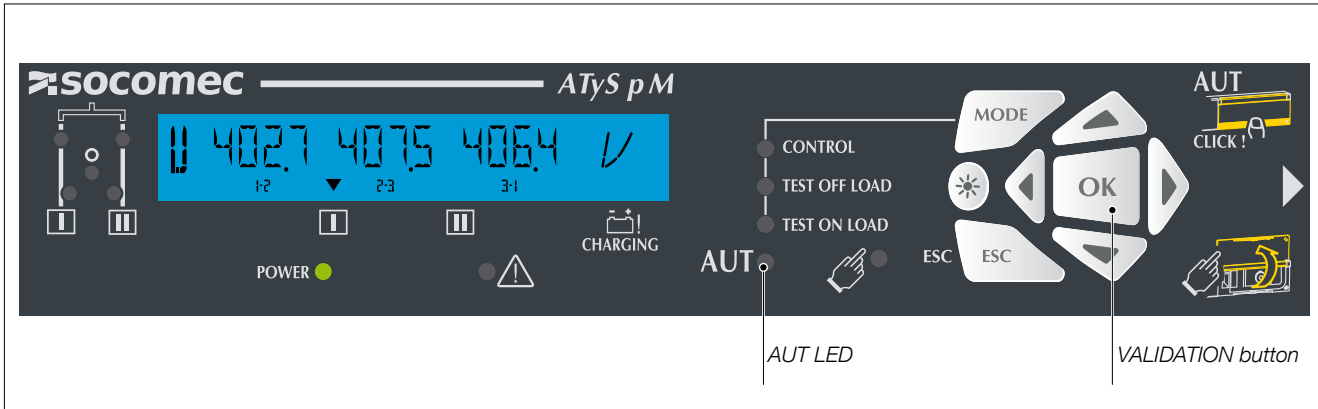 socomec ATyS p M
U 402.7 407.5 406.4 V
1-2 2-3 3-1
I II
I II
CHARGING
POWER
CONTROL
TEST OFF LOAD
TEST ON LOAD
AUT
MODE
OK
ESC ESC
AUT
CLICK !
AUT LED
VALIDATION button